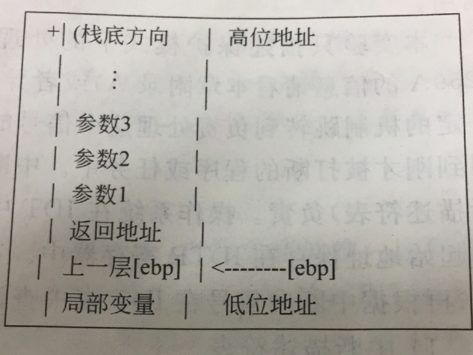 +| (栈底方向 高位地址
| ⋮ |
| 参数3 |
| 参数2 |
| 参数1 |
| 返回地址 |
| 上一层[ebp] |<--------[ebp]
| 局部变量 | 低位地址